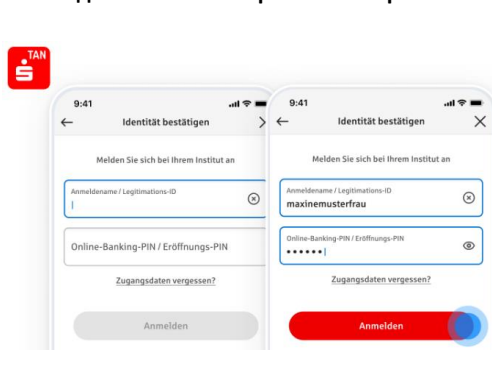 TAN
9:41
Identität bestätigen
Melden Sie sich bei Ihrem Institut an
Anmeldename / Legitimations-ID
Online-Banking-PIN / Eröffnungs-PIN
Zugangsdaten vergessen?
Anmelden
9:41
Identität bestätigen
Melden Sie sich bei Ihrem Institut an
Anmeldename / Legitimations-ID
maxinemusterfrau
Online-Banking-PIN / Eröffnungs-PIN
••••••
Zugangsdaten vergessen?
Anmelden